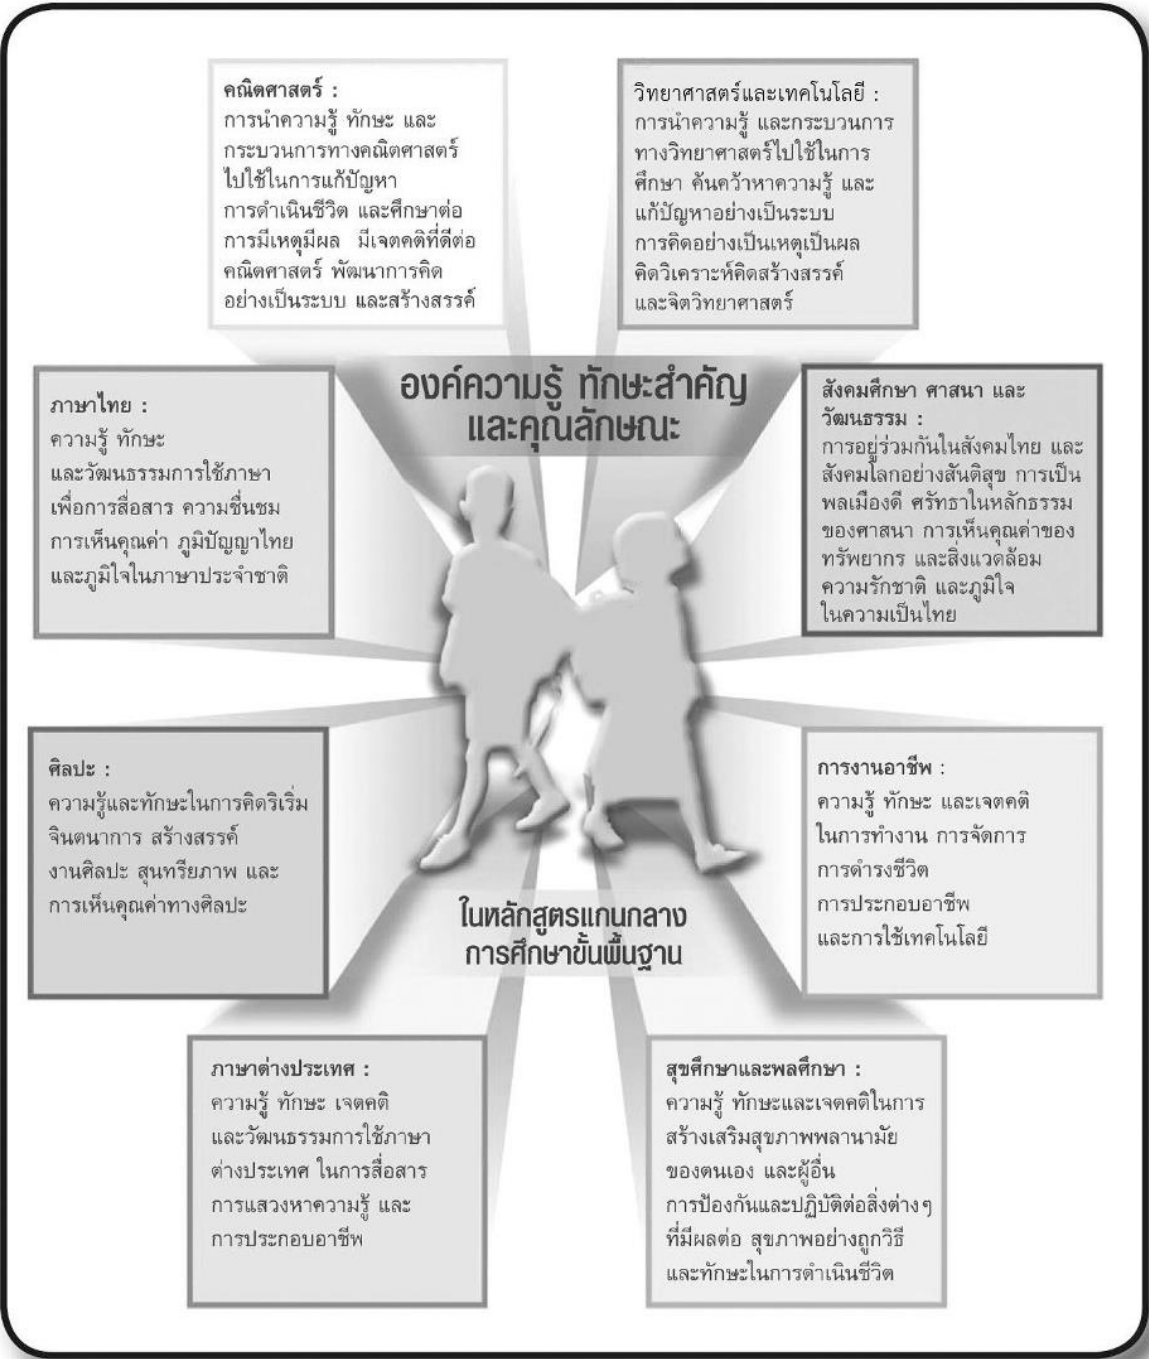 คณิตศาสตร์ :
การนำความรู้ ทักษะ และ
กระบวนการทางคณิตศาสตร์
ไปใช้ในการแก้ปัญหา
การดำเนินชีวิต และศึกษาต่อ
การมีเหตุมีผล มีเจตคติที่ดีต่อ
คณิตศาสตร์ พัฒนาการคิด
อย่างเป็นระบบ และสร้างสรรค์
วิทยาศาสตร์และเทคโนโลยี :
การนำความรู้ และกระบวนการ
ทางวิทยาศาสตร์ไปใช้ในการ
ศึกษา ค้นคว้าหาความรู้ และ
แก้ปัญหาอย่างเป็นระบบ
การคิดอย่างเป็นเหตุเป็นผล
คิดวิเคราะห์คิดสร้างสรรค์
และจิตวิทยาศาสตร์
องค์ความรู้ ทักษะสำคัญ
และคุณลักษณะ
ภาษาไทย :
ความรู้ ทักษะ
และวัฒนธรรมการใช้ภาษา
เพื่อการสื่อสาร ความชื่นชม
การเห็นคุณค่า ภูมิปัญญาไทย
และภูมิใจในภาษาประจำชาติ
สังคมศึกษา ศาสนา และ
วัฒนธรรม :
การอยู่ร่วมกันในสังคมไทย และ
สังคมโลกอย่างสันติสุข การเป็น
พลเมืองดี ศรัทธาในหลักธรรม
ของศาสนา การเห็นคุณค่าของ
ทรัพยากร และสิ่งแวดล้อม
ความรักชาติ และภูมิใจ
ในความเป็นไทย
ศิลปะ :
ความรู้และทักษะในการคิดริเริ่ม
จินตนาการ สร้างสรรค์
งานศิลปะ สุนทรียภาพ และ
การเห็นคุณค่าทางศิลปะ
การงานอาชีพ :
ความรู้ ทักษะ และเจตคติ
ในการทำงาน การจัดการ
การดำรงชีวิต
การประกอบอาชีพ
และการใช้เทคโนโลยี
ในหลักสูตรแกนกลาง
การศึกษาขั้นพื้นฐาน
ภาษาต่างประเทศ :
ความรู้ ทักษะ เจตคติ
และวัฒนธรรมการใช้ภาษา
ต่างประเทศ ในการสื่อสาร
การแสวงหาความรู้ และ
การประกอบอาชีพ
สุขศึกษาและพลศึกษา :
ความรู้ ทักษะและเจตคติในการ
สร้างเสริมสุขภาพพลานามัย
ของตนเอง และผู้อื่น
การป้องกันและปฏิบัติต่อสิ่งต่างๆ
ที่มีผลต่อ สุขภาพอย่างถูกวิธี
และทักษะในการดำเนินชีวิต